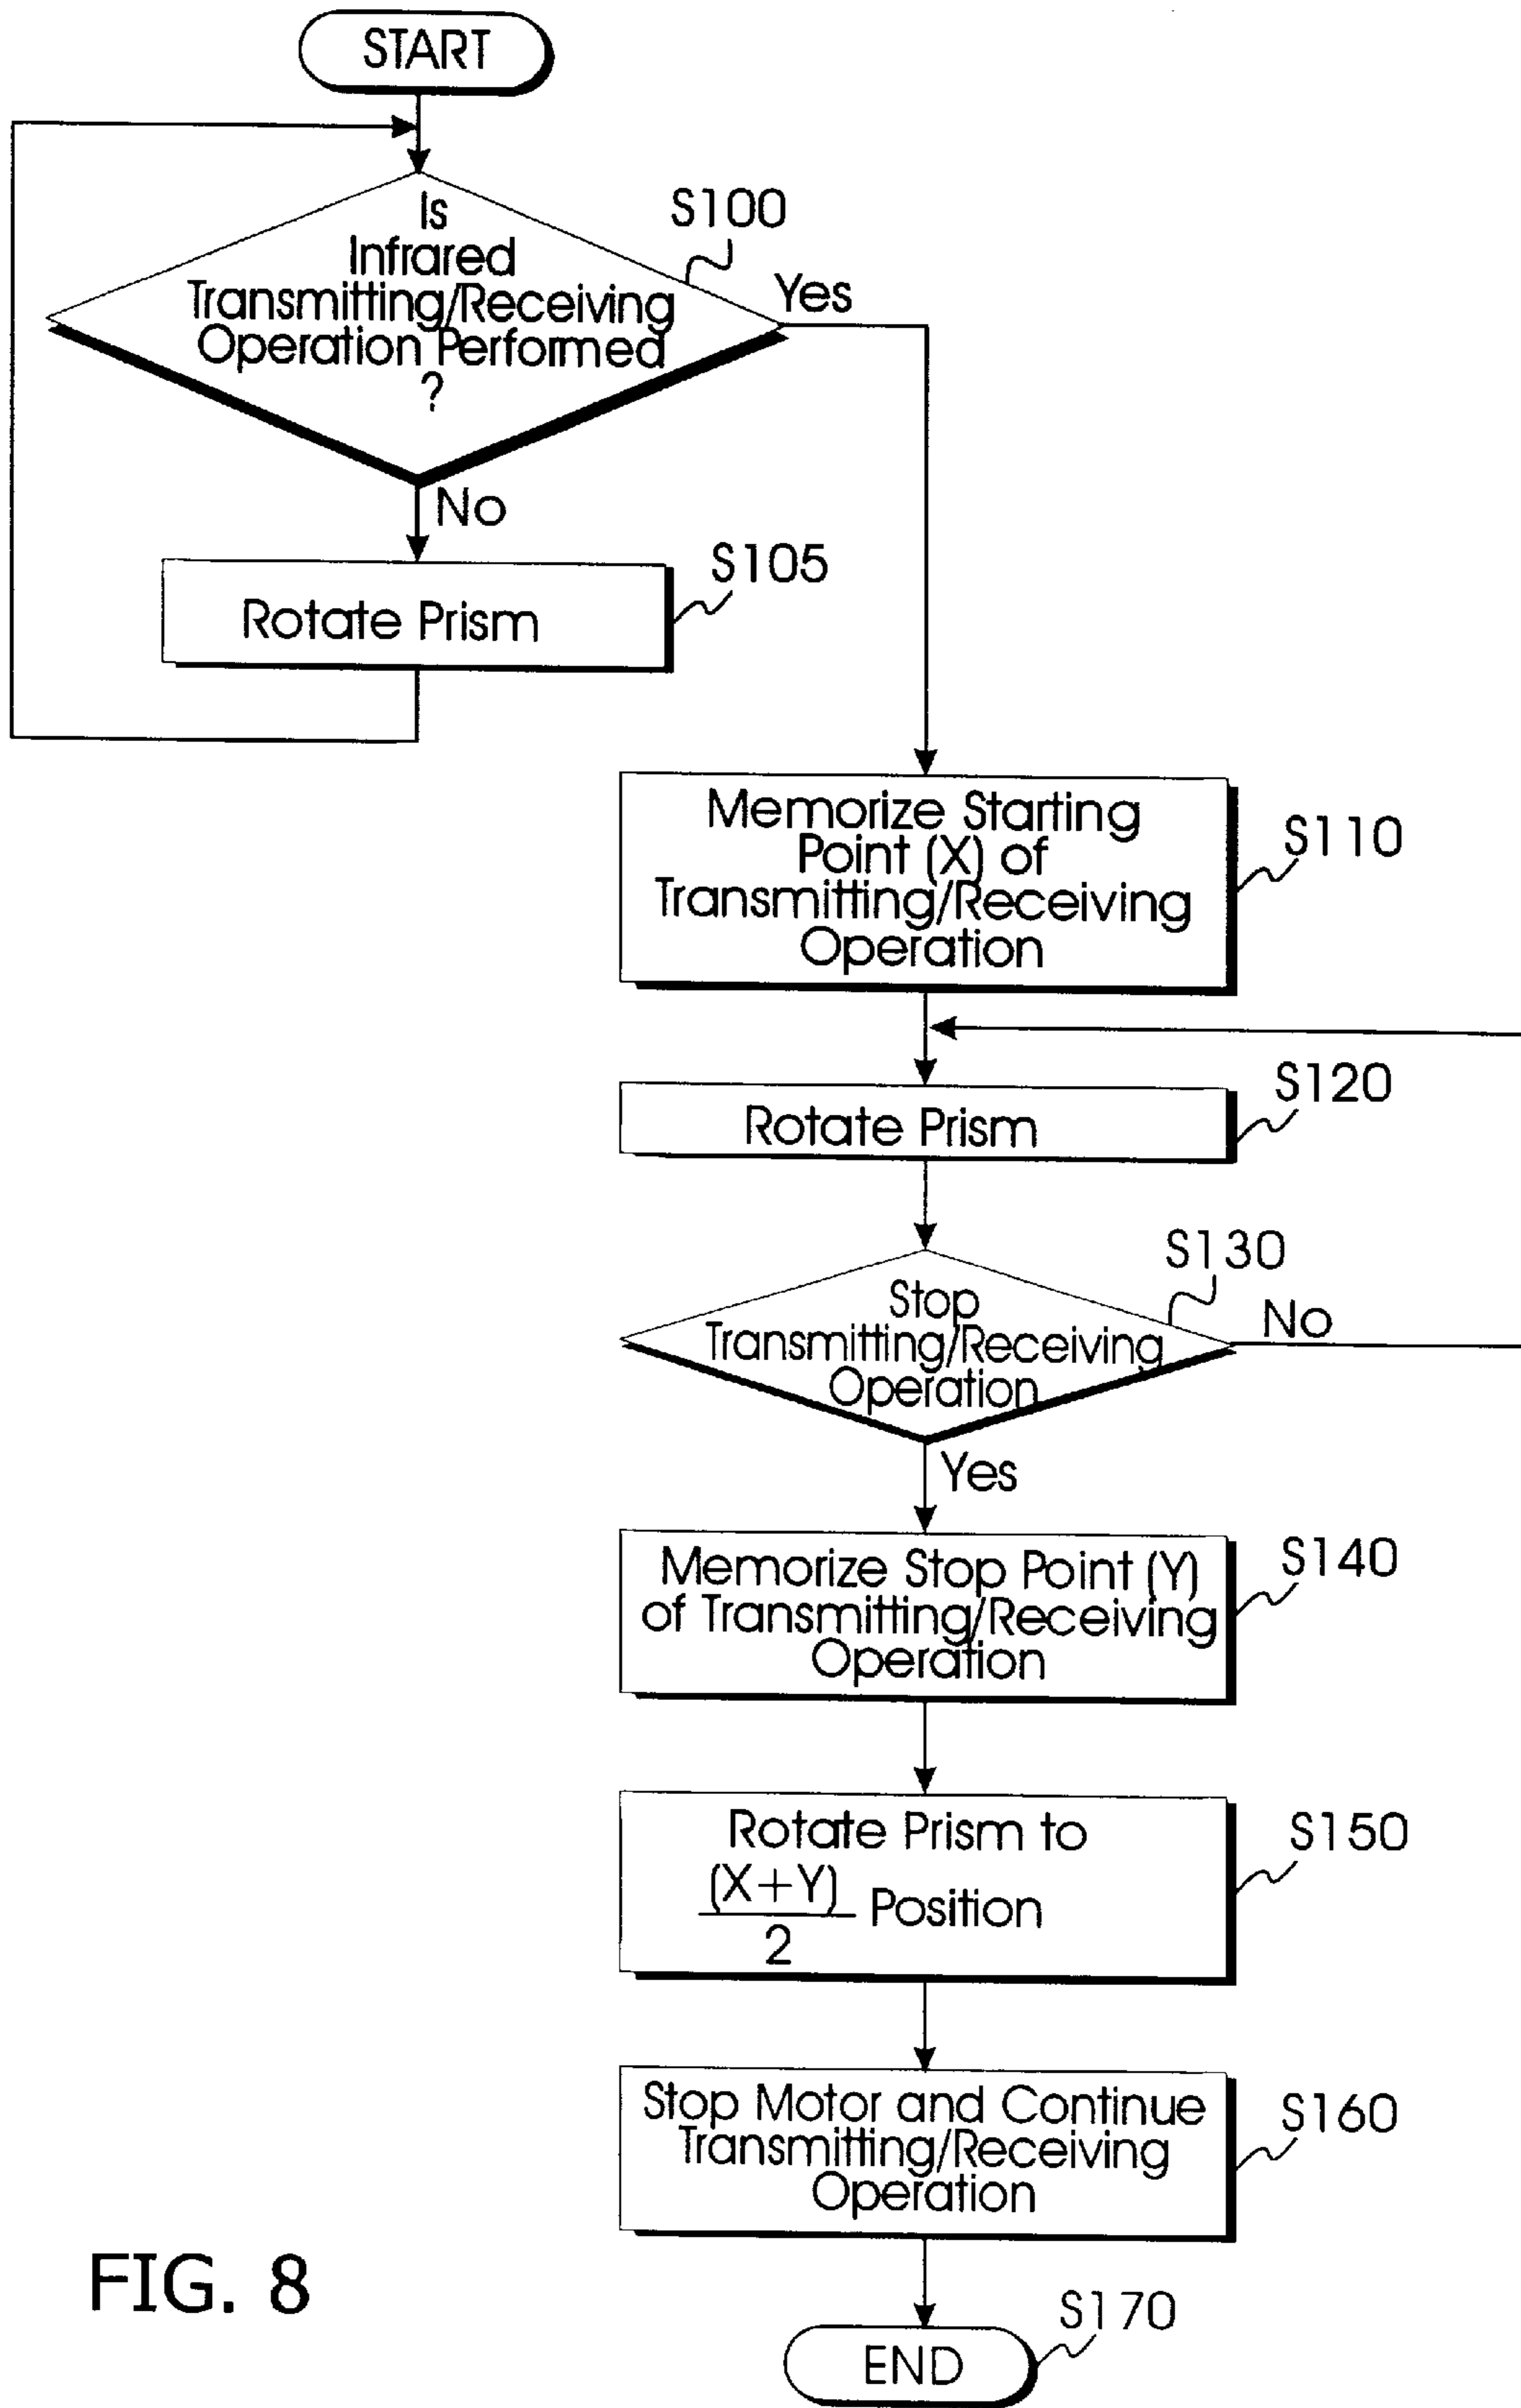 START
Is
Infrared
Transmitting/Receiving
Operation Performed
?
S100
Yes
No
Rotate Prism
S105
Memorize Starting
Point (X) of
Transmitting/Receiving
Operation
S110
Rotate Prism
S120
Stop
Transmitting/Receiving
Operation
S130
No
Yes
Memorize Stop Point (Y)
of Transmitting/Receiving
Operation
S140
Rotate Prism to
(X+Y)
2
Position
S150
Stop Motor and Continue
Transmitting/Receiving
Operation
S160
END
S170
FIG. 8